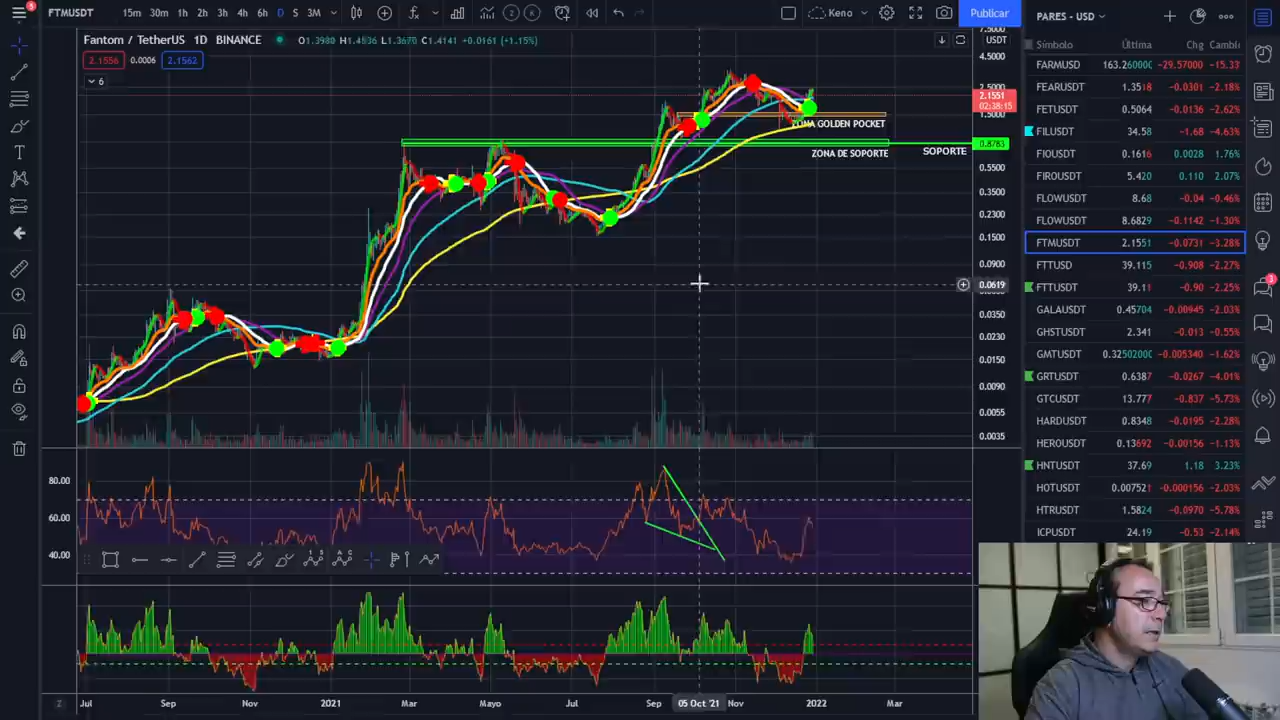 5
FTMUSDT 15m 30m 1h 2h 3h 4h 6h D S 3M 2 K Keno Publicar
PARES - USD
Fantom / TetherUS 1D BINANCE O1.3980 H1.4536 L1.3670 C1.4141 +0.0161 (+1.15%)
2.1556 0.0006 2.1562
6
USDT
7.5000
4.5000
2.5000
2.1551
02:38:15
1.5000
0.8783
0.5500
0.3500
0.2300
0.1500
0.0900
0.0619
0.0350
0.0230
0.0150
0.0090
0.0055
0.0035
ZONA GOLDEN POCKET
ZONA DE SOPORTE
SOPORTE
80.00
60.00
40.00
Jul Sep Nov 2021 Mar Mayo Jul Sep 05 Oct '21 Nov 2022 Mar
Z
Símbolo Última Chg Cambio
FARMUSD 163.260000 -29.57000 -15.33
FEARUSDT 1.3518 -0.0301 -2.18%
FETUSDT 0.5064 -0.0136 -2.62%
FILUSDT 34.58 -1.68 -4.63%
FIOUSDT 0.1616 0.0028 1.76%
FIROUSDT 5.420 0.110 2.07%
FLOWUSDT 8.68 -0.04 -0.46%
FLOWUSDT 8.6829 -0.1142 -1.30%
FTMUSDT 2.1551 -0.0731 -3.28%
FTTUSD 39.115 -0.908 -2.27%
FTTUSDT 39.11 -0.90 -2.25%
GALAUSDT 0.45704 -0.00945 -2.03%
GHSTUSDT 2.341 -0.013 -0.55%
GMTUSDT 0.32502000 -0.005340 -1.62%
GRTUSDT 0.6387 -0.0267 -4.01%
GTCUSDT 13.777 -0.837 -5.73%
HARDUSDT 0.8348 -0.0195 -2.28%
HEROUSDT 0.13692 -0.00156 -1.13%
HNTUSDT 37.69 1.18 3.23%
HOTUSDT 0.007521 -0.000156 -2.03%
HTRUSDT 1.5824 -0.0970 -5.78%
ICPUSDT 24.19 -0.53 -2.14%
3